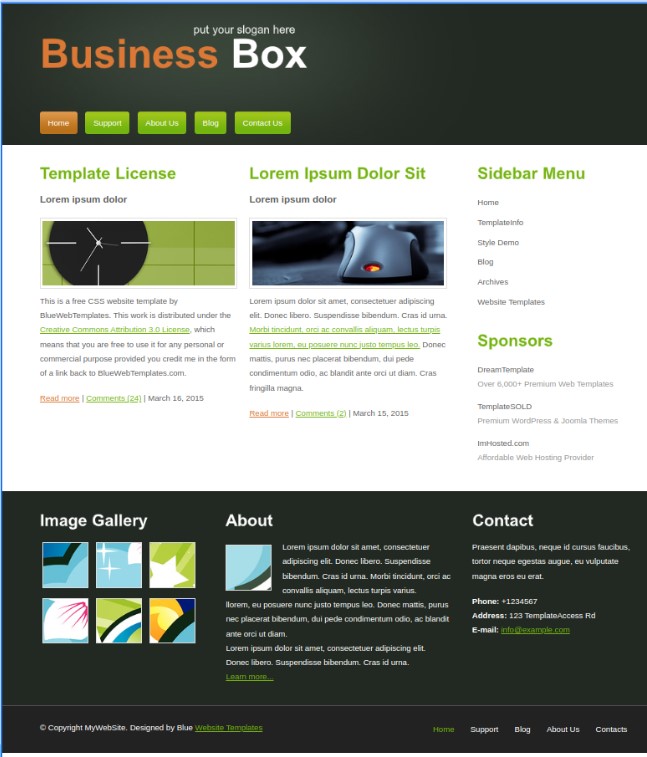 put your slogan here
Business Box
Home Support About Us Blog Contact Us
Template License
Lorem ipsum dolor
This is a free CSS website template by
BlueWebTemplates. This work is distributed under the
Creative Commons Attribution 3.0 License, which
means that you are free to use it for any personal or
commercial purpose provided you credit me in the form
of a link back to BlueWebTemplates.com.
Read more | Comments (24) | March 16, 2015
Lorem Ipsum Dolor Sit
Lorem ipsum dolor
Lorem ipsum dolor sit amet, consectetuer adipiscing
elit. Donec libero. Suspendisse bibendum. Cras id urna.
Morbi tincidunt, orci ac convallis aliquam, lectus turpis
varius lorem, eu posuere nunc justo tempus leo. Donec
mattis, purus nec placerat bibendum, dui pede
condimentum odio, ac blandit ante orci ut diam. Cras
fringilla magna.
Read more | Comments (2) | March 15, 2015
Sidebar Menu
Home
TemplateInfo
Style Demo
Blog
Archives
Website Templates
Sponsors
DreamTemplate
Over 6,000+ Premium Web Templates
TemplateSOLD
Premium WordPress & Joomla Themes
ImHosted.com
Affordable Web Hosting Provider
Image Gallery
About
Lorem ipsum dolor sit amet, consectetuer
adipiscing elit. Donec libero. Suspendisse
bibendum. Cras id urna. Morbi tincidunt, orci ac
convallis aliquam, lectus turpis varius.
llorem, eu posuere nunc justo tempus leo. Donec mattis, purus
nec placerat bibendum, dui pede condimentum odio, ac blandit
ante orci ut diam.
Lorem ipsum dolor sit amet, consectetuer adipiscing elit.
Donec libero. Suspendisse bibendum. Cras id urna.
Learn more...
Contact
Praesent dapibus, neque id cursus faucibus,
tortor neque egestas augue, eu vulputate
magna eros eu erat.
Phone: +1234567
Address: 123 TemplateAccess Rd
E-mail: info@example.com
© Copyright MyWebSite. Designed by Blue Website Templates
Home Support Blog About Us Contacts